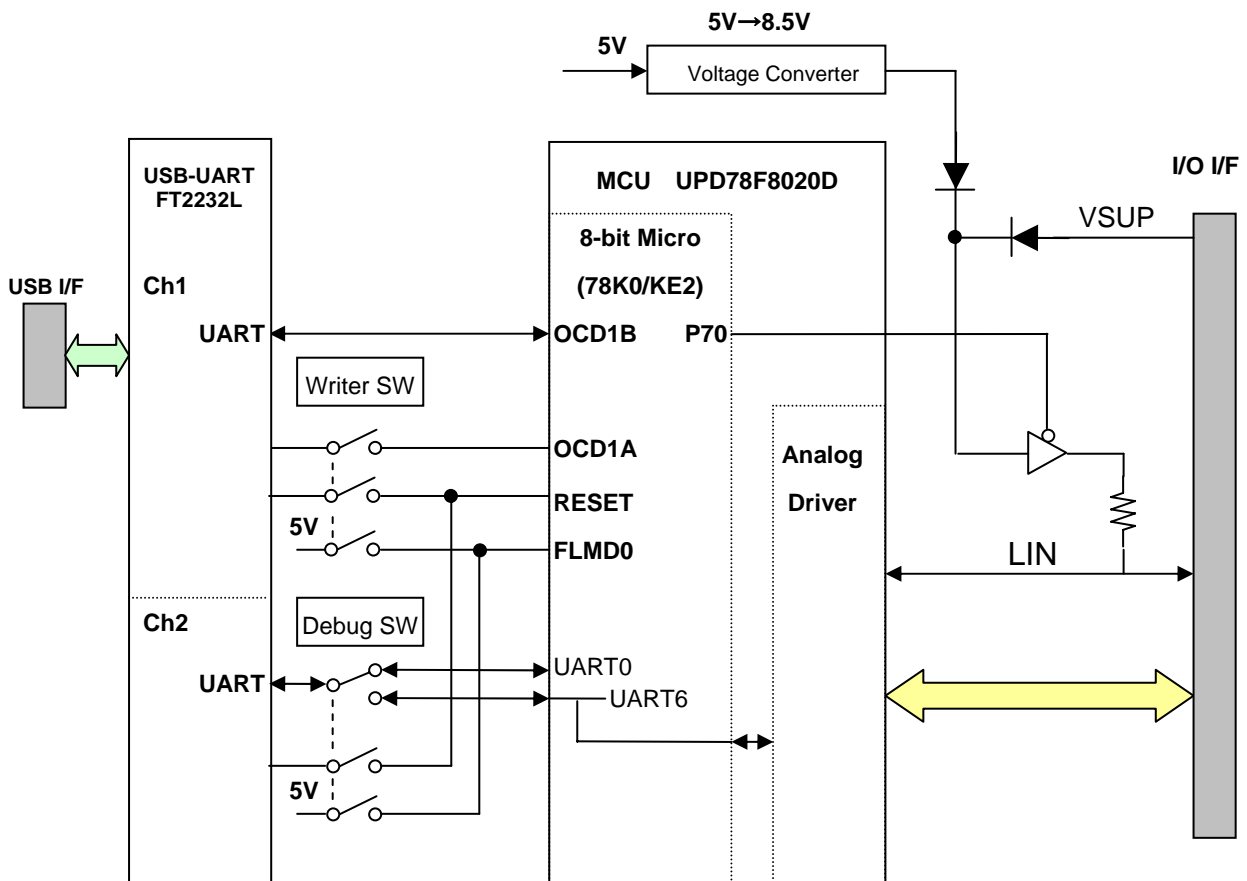 5V→8.5V
5V
Voltage Converter
USB-UART
FT2232L
MCU UPD78F8020D
I/O I/F
VSUP
8-bit Micro
(78K0/KE2)
USB I/F
Ch1
UART
OCD1B
P70
Writer SW
OCD1A
Analog
Driver
RESET
5V
FLMD0
LIN
Ch2
Debug SW
UART
UART0
UART6
5V